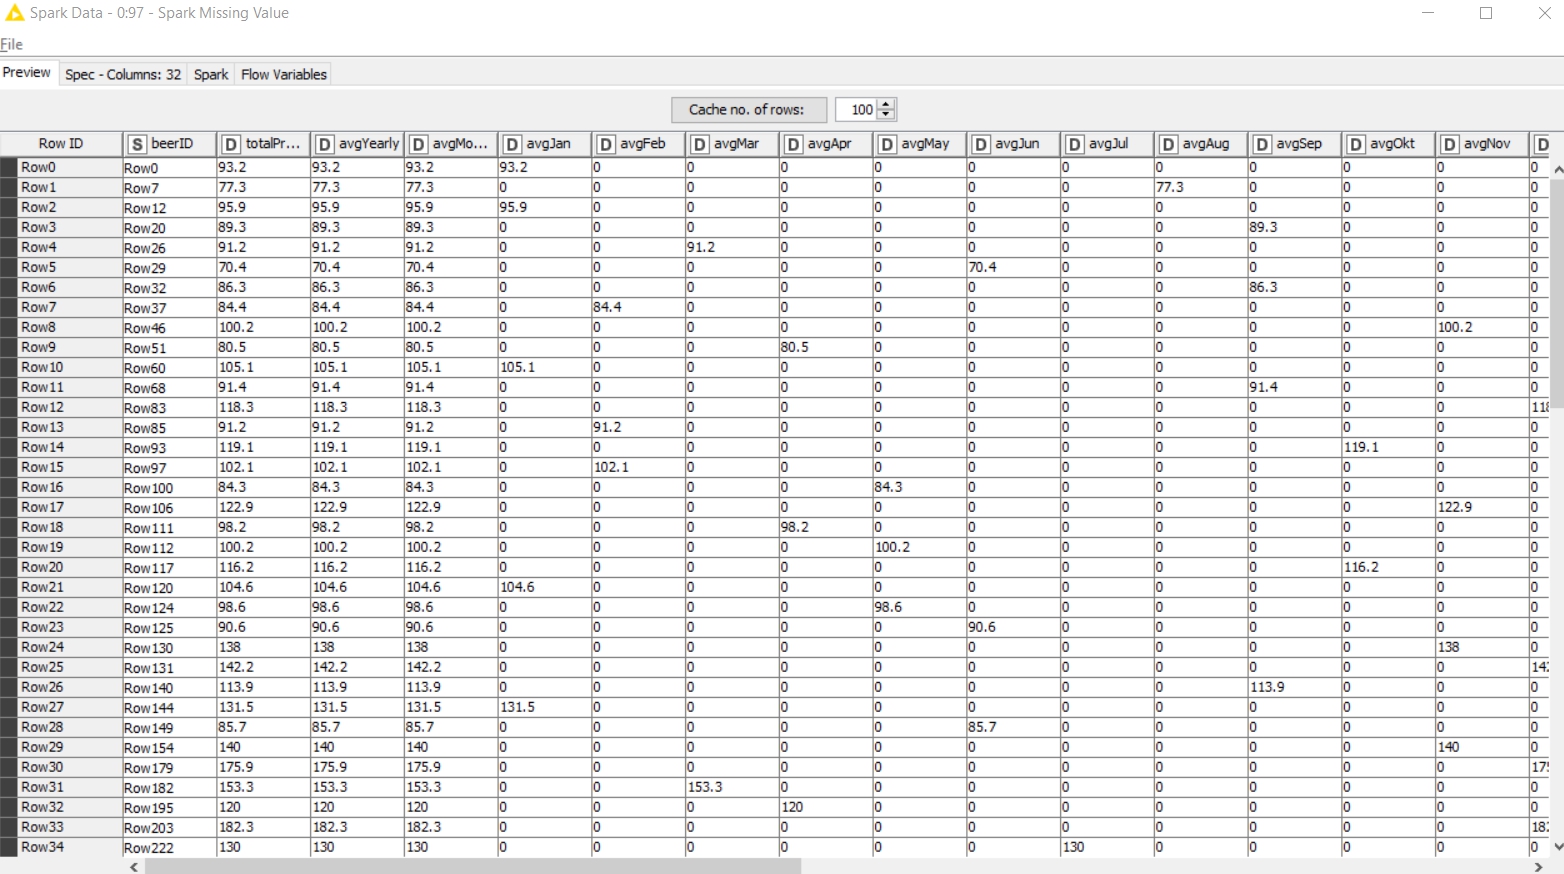 Spark Data - 0:97 - Spark Missing Value
File
Preview Spec - Columns: 32 Spark Flow Variables
Cache no. of rows: 100
Row ID S beerID D totalPr... D avgYearly D avgMo... D avgJan D avgFeb D avgMar D avgApr D avgMay D avgJun D avgJul D avgAug D avgSep D avgOkt D avgNov D
Row0 Row0 93.2 93.2 93.2 93.2 0 0 0 0 0 0 0 0 0 0 0
Row1 Row7 77.3 77.3 77.3 0 0 0 0 0 0 0 77.3 0 0 0 0
Row2 Row12 95.9 95.9 95.9 95.9 0 0 0 0 0 0 0 0 0 0 0
Row3 Row20 89.3 89.3 89.3 0 0 0 0 0 0 0 0 89.3 0 0 0
Row4 Row26 91.2 91.2 91.2 0 0 91.2 0 0 0 0 0 0 0 0 0
Row5 Row29 70.4 70.4 70.4 0 0 0 0 0 70.4 0 0 0 0 0 0
Row6 Row32 86.3 86.3 86.3 0 0 0 0 0 0 0 0 86.3 0 0 0
Row7 Row37 84.4 84.4 84.4 0 84.4 0 0 0 0 0 0 0 0 0 0
Row8 Row46 100.2 100.2 100.2 0 0 0 0 0 0 0 0 0 0 100.2 0
Row9 Row51 80.5 80.5 80.5 0 0 0 80.5 0 0 0 0 0 0 0 0
Row10 Row60 105.1 105.1 105.1 105.1 0 0 0 0 0 0 0 0 0 0 0
Row11 Row68 91.4 91.4 91.4 0 0 0 0 0 0 0 0 91.4 0 0 0
Row12 Row83 118.3 118.3 118.3 0 0 0 0 0 0 0 0 0 0 0
Row13 Row85 91.2 91.2 91.2 0 91.2 0 0 0 0 0 0 0 0 0 0
Row14 Row93 119.1 119.1 119.1 0 0 0 0 0 0 0 0 0 119.1 0 0
Row15 Row97 102.1 102.1 102.1 0 102.1 0 0 0 0 0 0 0 0 0 0
Row16 Row100 84.3 84.3 84.3 0 0 0 0 84.3 0 0 0 0 0 0 0
Row17 Row106 122.9 122.9 122.9 0 0 0 0 0 0 0 0 0 0 122.9 0
Row18 Row111 98.2 98.2 98.2 0 0 0 98.2 0 0 0 0 0 0 0 0
Row19 Row112 100.2 100.2 100.2 0 0 0 0 100.2 0 0 0 0 0 0 0
Row20 Row117 116.2 116.2 116.2 0 0 0 0 0 0 0 0 0 116.2 0 0
Row21 Row120 104.6 104.6 104.6 104.6 0 0 0 0 0 0 0 0 0 0 0
Row22 Row124 98.6 98.6 98.6 0 0 0 0 98.6 0 0 0 0 0 0 0
Row23 Row125 90.6 90.6 90.6 0 0 0 0 0 90.6 0 0 0 0 0 0
Row24 Row130 138 138 138 0 0 0 0 0 0 0 0 0 0 138 0
Row25 Row131 142.2 142.2 142.2 0 0 0 0 0 0 0 0 0 0 0
Row26 Row140 113.9 113.9 113.9 0 0 0 0 0 0 0 0 113.9 0 0 0
Row27 Row144 131.5 131.5 131.5 131.5 0 0 0 0 0 0 0 0 0 0 0
Row28 Row149 85.7 85.7 85.7 0 0 0 0 0 85.7 0 0 0 0 0 0
Row29 Row154 140 140 140 0 0 0 0 0 0 0 0 0 0 140 0
Row30 Row179 175.9 175.9 175.9 0 0 0 0 0 0 0 0 0 0 0
Row31 Row182 153.3 153.3 153.3 0 0 153.3 0 0 0 0 0 0 0 0 0
Row32 Row195 120 120 120 0 0 0 120 0 0 0 0 0 0 0 0
Row33 Row203 182.3 182.3 182.3 0 0 0 0 0 0 0 0 0 0 0
Row34 Row222 130 130 130 0 0 0 0 0 0 130 0 0 0 0 0